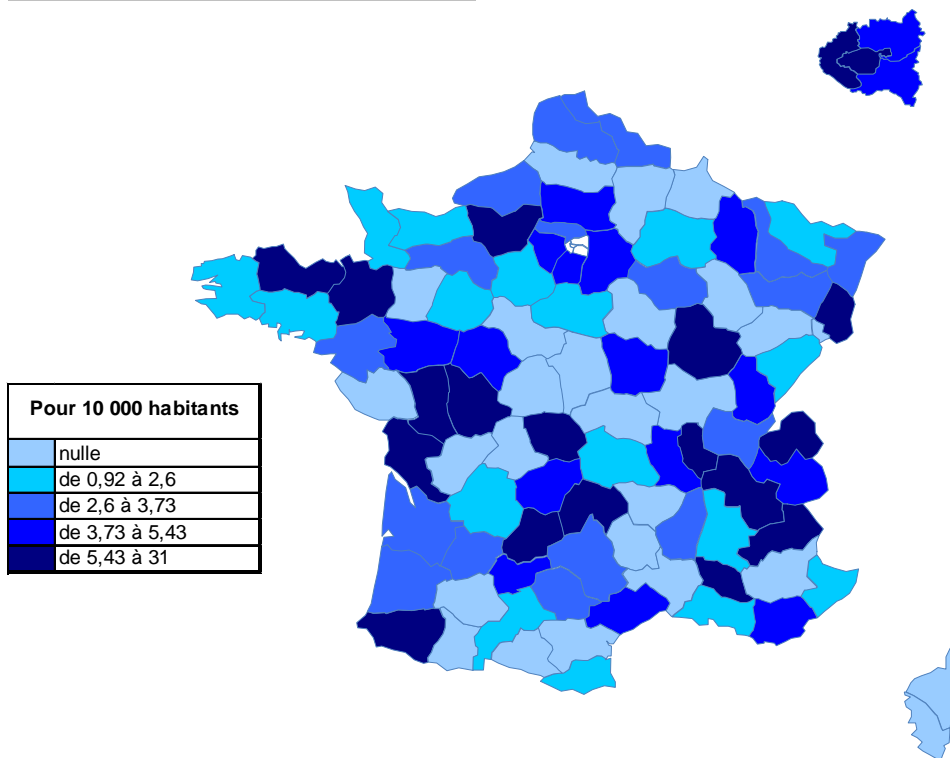 Pour 10 000 habitants
nulle
de 0,92 à 2,6
de 2,6 à 3,73
de 3,73 à 5,43
de 5,43 à 31